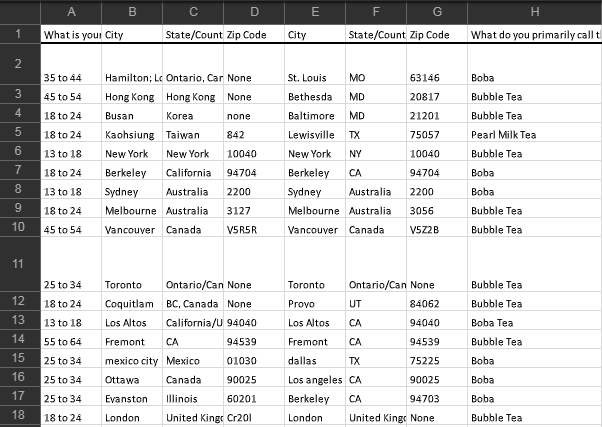 A B C D E F G H
1 What is your City State/Count Zip Code City State/Count Zip Code What do you primarily call t
2 35 to 44 Hamilton; Lo Ontario, Can None St. Louis MO 63146 Boba
3 45 to 54 Hong Kong Hong Kong None Bethesda MD 20817 Bubble Tea
4 18 to 24 Busan Korea none Baltimore MD 21201 Bubble Tea
5 18 to 24 Kaohsiung Taiwan 842 Lewisville TX 75057 Pearl Milk Tea
6 13 to 18 New York New York 10040 New York NY 10040 Bubble Tea
7 18 to 24 Berkeley California 94704 Berkeley CA 94704 Boba
8 13 to 18 Sydney Australia 2200 Sydney Australia 2200 Boba
9 18 to 24 Melbourne Australia 3127 Melbourne Australia 3056 Bubble Tea
10 45 to 54 Vancouver Canada V5R5R Vancouver Canada V5Z2B Bubble Tea
11 25 to 34 Toronto Ontario/Can None Toronto Ontario/Can None Bubble Tea
12 18 to 24 Coquitlam BC, Canada None Provo UT 84062 Bubble Tea
13 13 to 18 Los Altos California/U 94040 Los Altos CA 94040 Boba Tea
14 55 to 64 Fremont CA 94539 Fremont CA 94539 Bubble Tea
15 25 to 34 mexico city Mexico 01030 dallas TX 75225 Boba
16 25 to 34 Ottawa Canada 90025 Los angeles CA 90025 Boba
17 25 to 34 Evanston Illinois 60201 Berkeley CA 94703 Boba
18 18 to 24 London United Kingd Cr20l London United Kingd None Bubble Tea